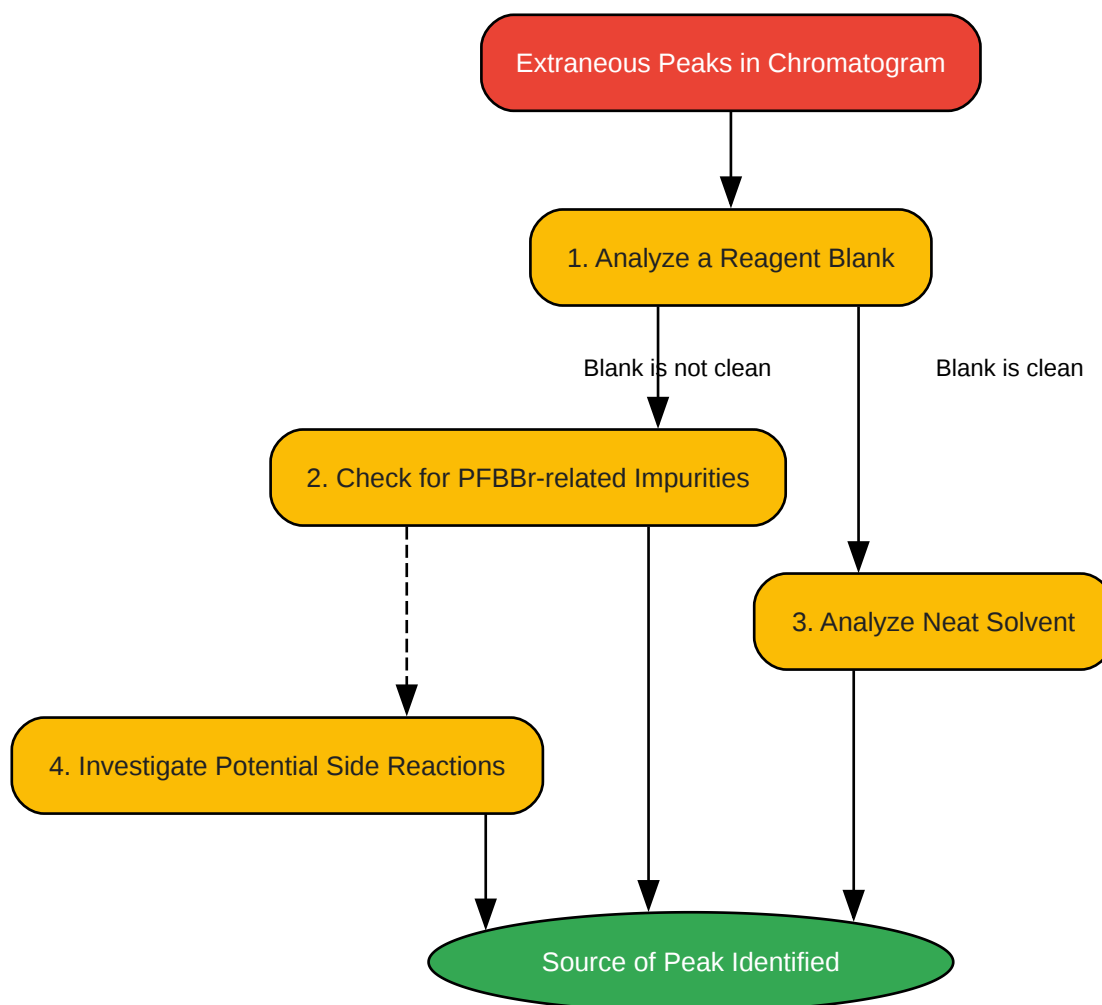 Extraneous Peaks in Chromatogram
1. Analyze a Reagent Blank
Blank is not clean
Blank is clean
2. Check for PFBBr-related Impurities
3. Analyze Neat Solvent
4. Investigate Potential Side Reactions
Source of Peak Identified